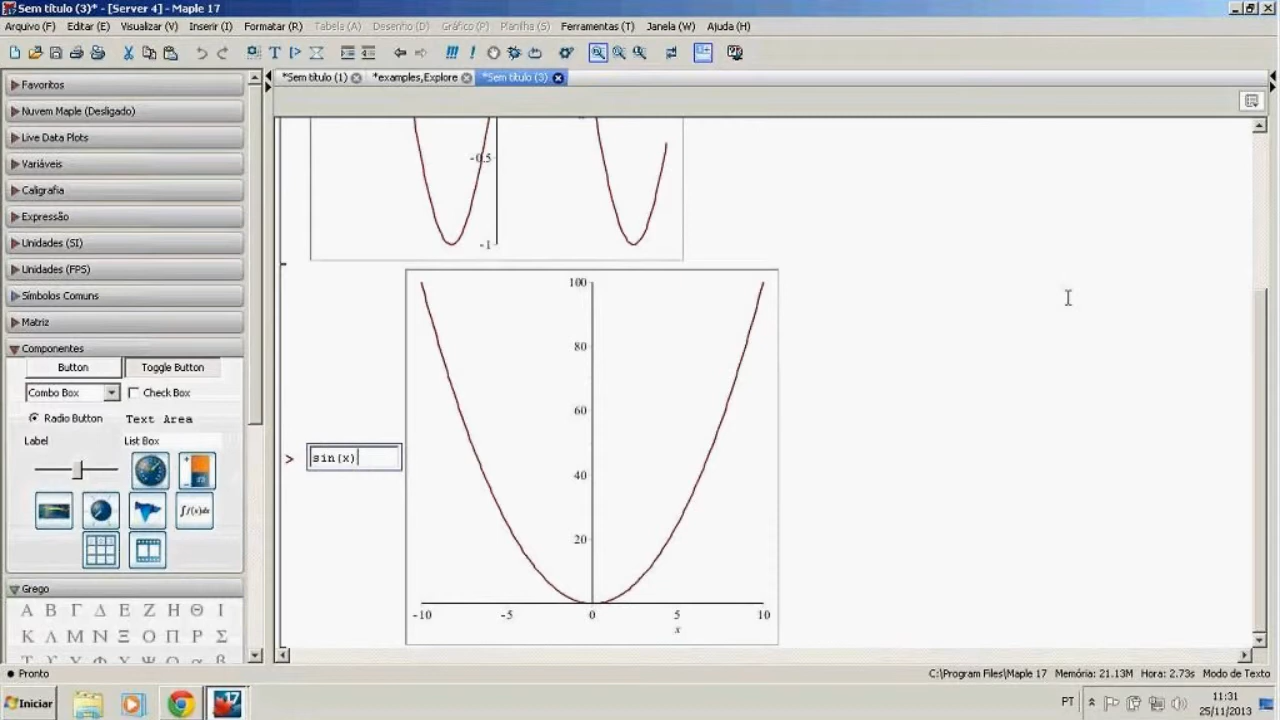 Sem título (3)* - [Server 4] - Maple 17
Arquivo (F) Editar (E) Visualizar (V) Inserir (I) Formatar (R) Tabela (A) Desenho (D) Gráfico (P) Planilha (S) Ferramentas (T) Janela (W) Ajuda (H)
*Sem título (1) *examples,Explore *Sem título (3)
Favoritos
Nuvem Maple (Desligado)
Live Data Plots
Variáveis
Caligrafia
Expressão
Unidades (SI)
Unidades (FPS)
Símbolos Comuns
Matriz
Componentes
Button Toggle Button
Combo Box Check Box
Radio Button Text Area
Label List Box
∫f(x)dx
Grego
Α Β Γ Δ Ε Ζ Η Θ Ι
Κ Λ Μ Ν Ξ Ο Π Ρ Σ
-0.5
-1
100
80
60
40
20
-10 -5 0 5 10
x
> sin(x)
Pronto
C:\Program Files\Maple 17 Memória: 21.13M Hora: 2.73s Modo de Texto
Iniciar
17
PT
11:31
25/11/2013